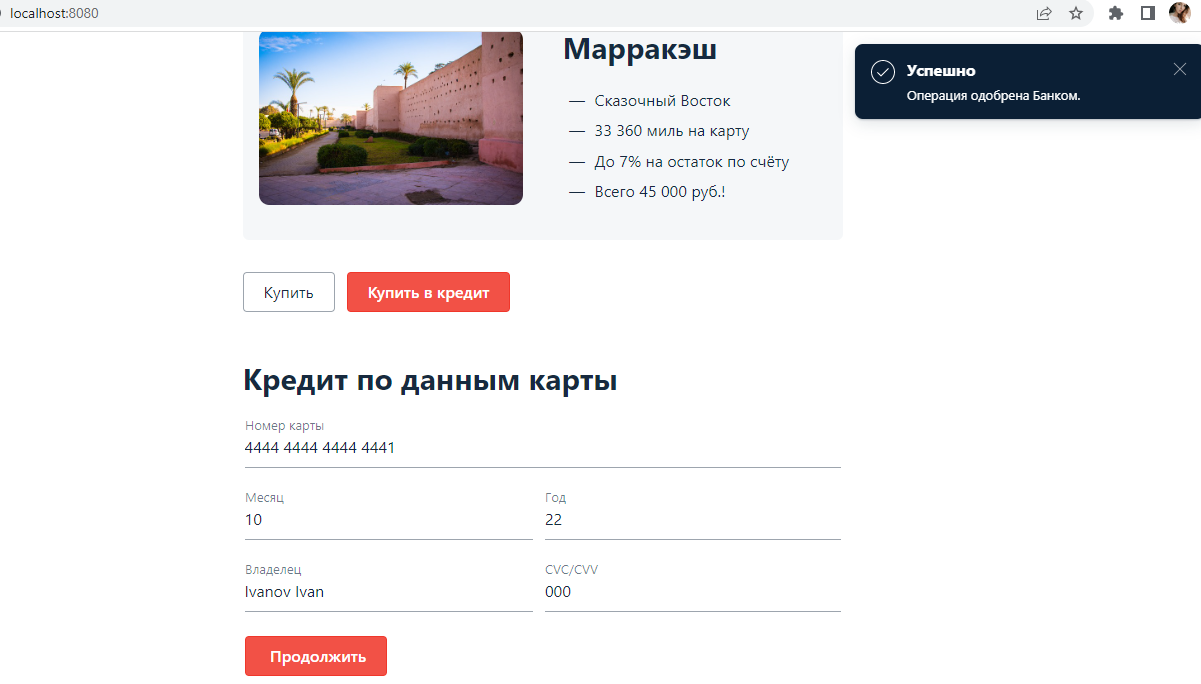 localhost:8080
Марракэш
— Сказочный Восток
— 33 360 миль на карту
— До 7% на остаток по счёту
— Всего 45 000 руб.!
Успешно
Операция одобрена Банком.
Купить
Купить в кредит
Кредит по данным карты
Номер карты
4444 4444 4444 4441
Месяц
Год
10
22
Владелец
CVC/CVV
Ivanov Ivan
000
Продолжить